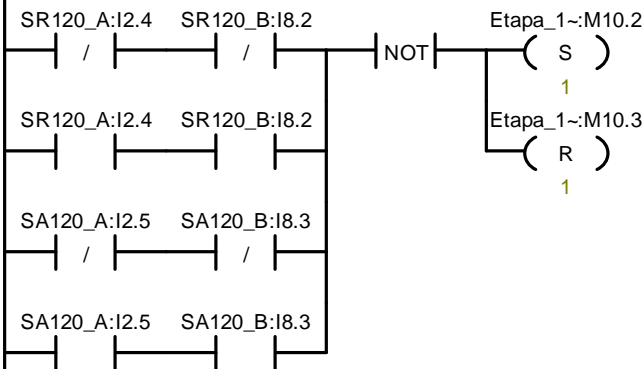 SR120_A:I2.4 SR120_B:I8.2 Etapa_1~:M10.2
/ / NOT S
1
SR120_A:I2.4 SR120_B:I8.2 Etapa_1~:M10.3
R
1
SA120_A:I2.5 SA120_B:I8.3
/ /
SA120_A:I2.5 SA120_B:I8.3